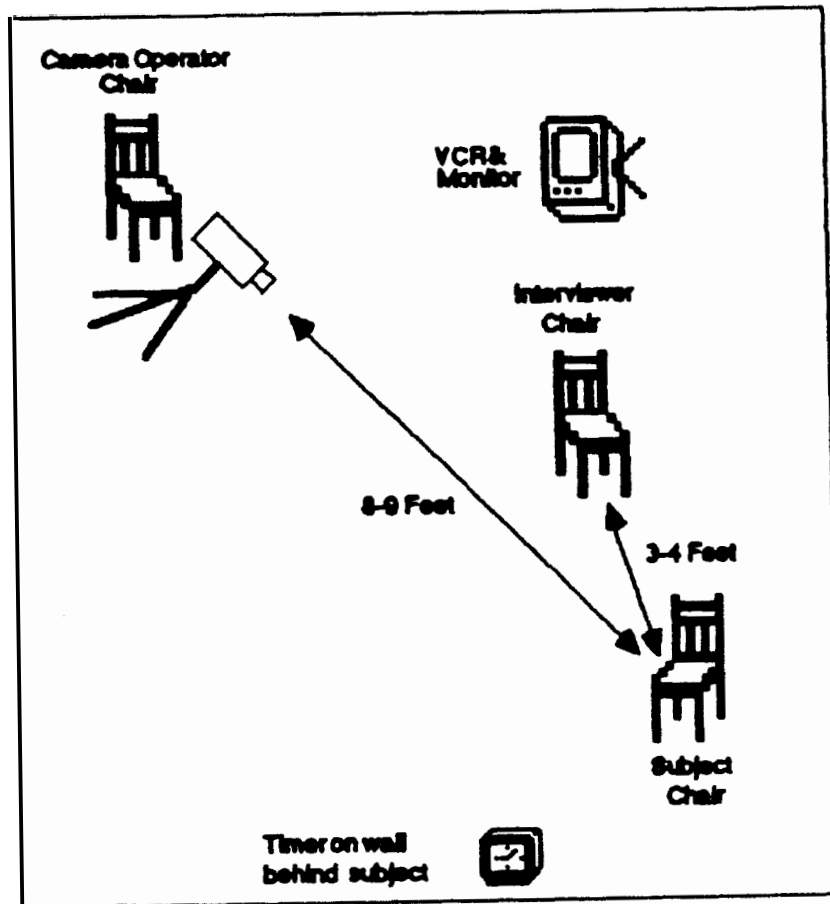 Camera Operator
Chair
VCR&
Monitor
Interviewer
Chair
8-9 Feet
3-4 Feet
Subject
Chair
Timer on wall
behind subject